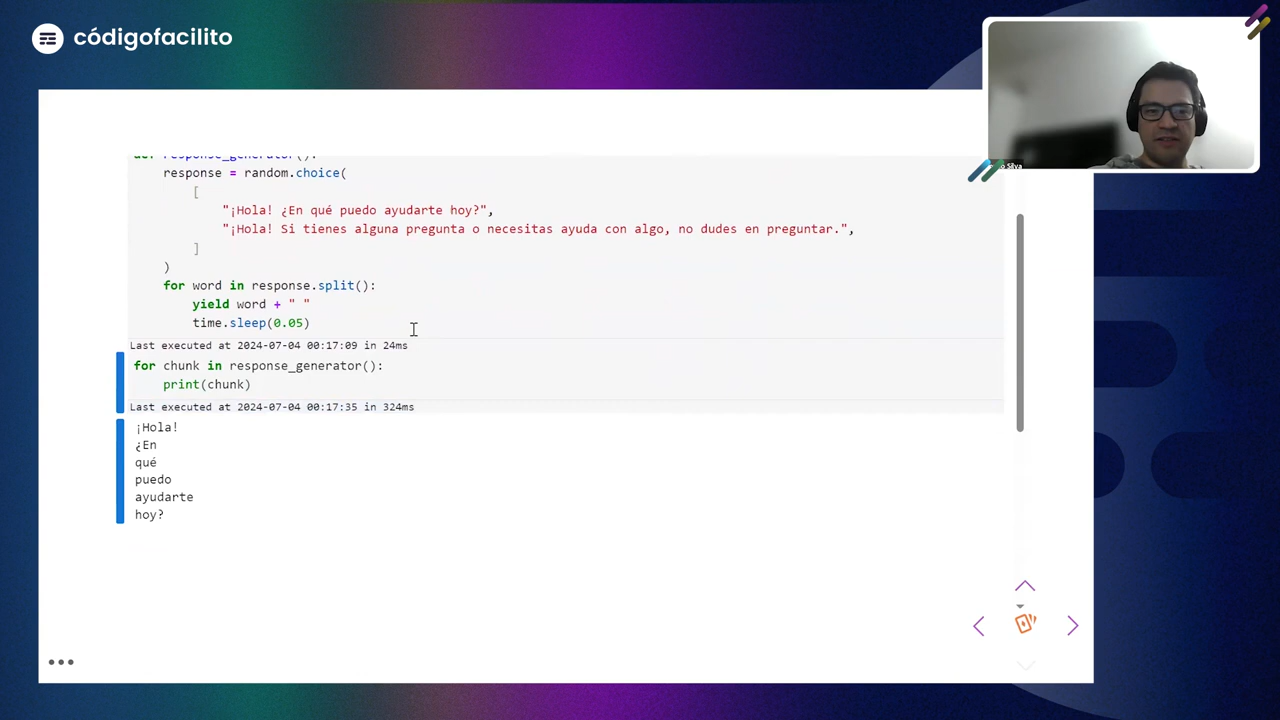 códigofacilito
Silva
def response_generator():
response = random.choice(
[
"¡Hola! ¿En qué puedo ayudarte hoy?",
"¡Hola! Si tienes alguna pregunta o necesitas ayuda con algo, no dudes en preguntar.",
]
)
for word in response.split():
yield word + " "
time.sleep(0.05)
Last executed at 2024-07-04 00:17:09 in 24ms
for chunk in response_generator():
print(chunk)
Last executed at 2024-07-04 00:17:35 in 324ms
¡Hola!
¿En
qué
puedo
ayudarte
hoy?